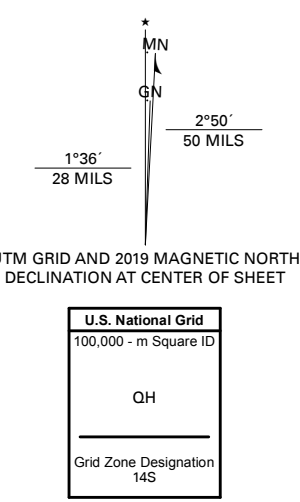 ★
MN
GN
2°50´
50 MILS
1°36´
28 MILS
UTM GRID AND 2019 MAGNETIC NORTH
DECLINATION AT CENTER OF SHEET
U.S. National Grid
100,000 - m Square ID
QH
Grid Zone Designation
14S